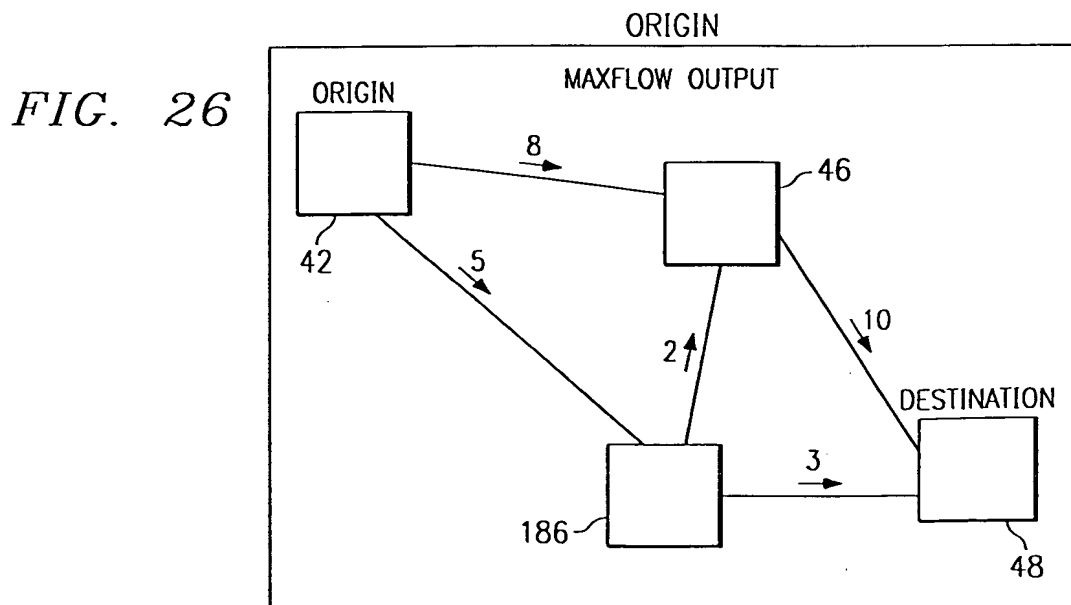 ORIGIN
FIG. 26
MAXFLOW OUTPUT
ORIGIN
8
46
42
5
10
2
DESTINATION
3
186
48